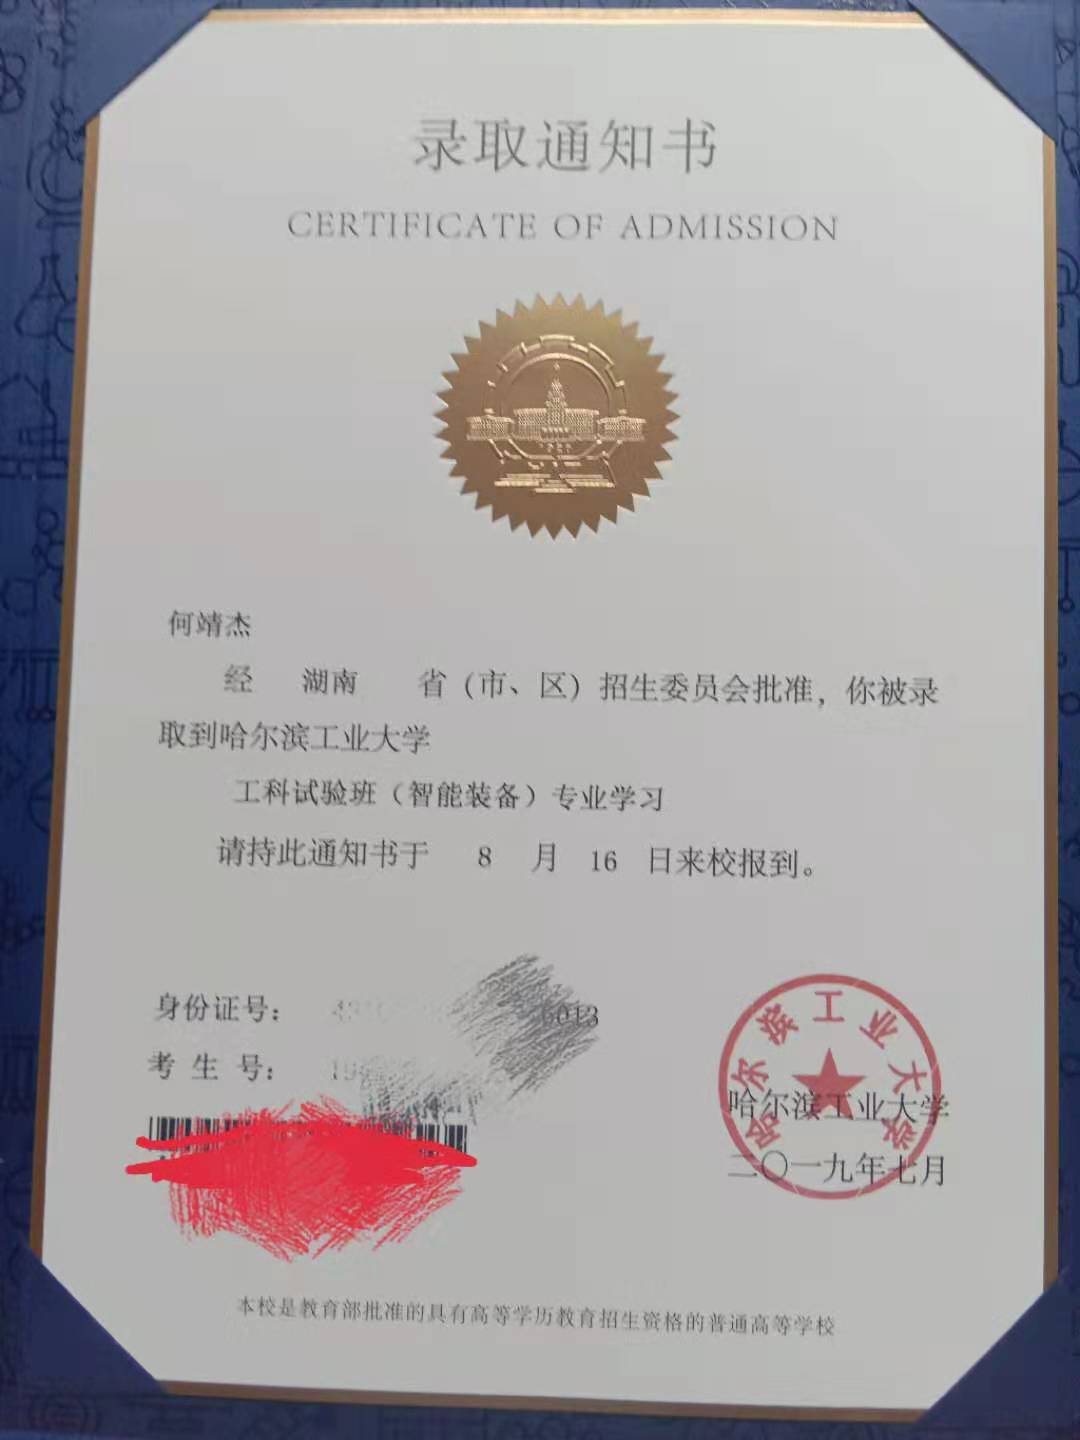 录取通知书
CERTIFICATE OF ADMISSION
何靖杰
经 湖南 省（市、区）招生委员会批准，你被录
取到哈尔滨工业大学
工科试验班（智能装备）专业学习
请持此通知书于 8 月 16 日来校报到。
身份证号：
考 生 号：
哈尔滨工业大学
哈尔滨工业大学
二〇一九年七月
本校是教育部批准的具有高等学历教育招生资格的普通高等学校